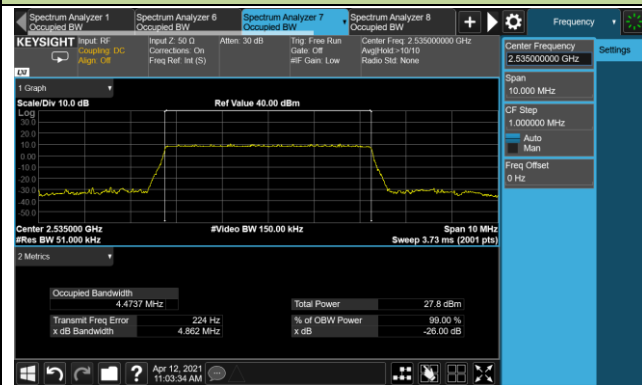 Spectrum Analyzer 1
Occupied BW
Spectrum Analyzer 6
Occupied BW
Spectrum Analyzer 7
Occupied BW
Spectrum Analyzer 8
Occupied BW
Frequency
KEYSIGHT
Input: RF
Coupling: DC
Align: Off
Input Z: 50 Ω
Corrections: On
Freq Ref: Int (S)
Atten: 30 dB
Trig: Free Run
Gate: Off
#IF Gain: Low
Center Freq: 2.535000000 GHz
Avg|Hold:>10/10
Radio Std: None
LXI
Center Frequency
2.535000000 GHz
Settings
Span
10.000 MHz
CF Step
1.000000 MHz
Auto
Man
Freq Offset
0 Hz
1 Graph
Scale/Div 10.0 dB
Ref Value 40.00 dBm
Log
30.0
20.0
10.0
0.00
-10.0
-20.0
-30.0
-40.0
-50.0
Center 2.535000 GHz
#Video BW 150.00 kHz
Span 10 MHz
#Res BW 51.000 kHz
Sweep 3.73 ms (2001 pts)
2 Metrics
Occupied Bandwidth
4.4737 MHz
Total Power
27.8 dBm
Transmit Freq Error
224 Hz
% of OBW Power
99.00 %
x dB Bandwidth
4.862 MHz
x dB
-26.00 dB
Apr 12, 2021
11:03:34 AM